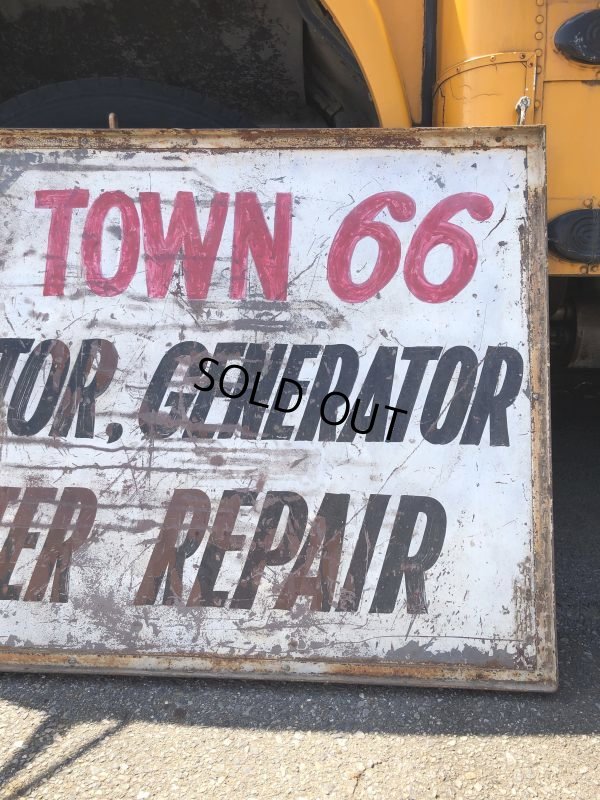 TOWN 66
TOR, GENERATOR
SOLD OUT
ER REPAIR